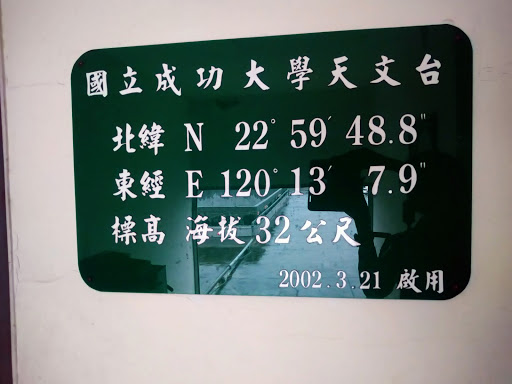 國立成功大學天文台
北緯 N 22° 59′ 48.8"
東經 E 120° 13′ 7.9"
標高 海拔 32 公尺
2002.3.21 啟用